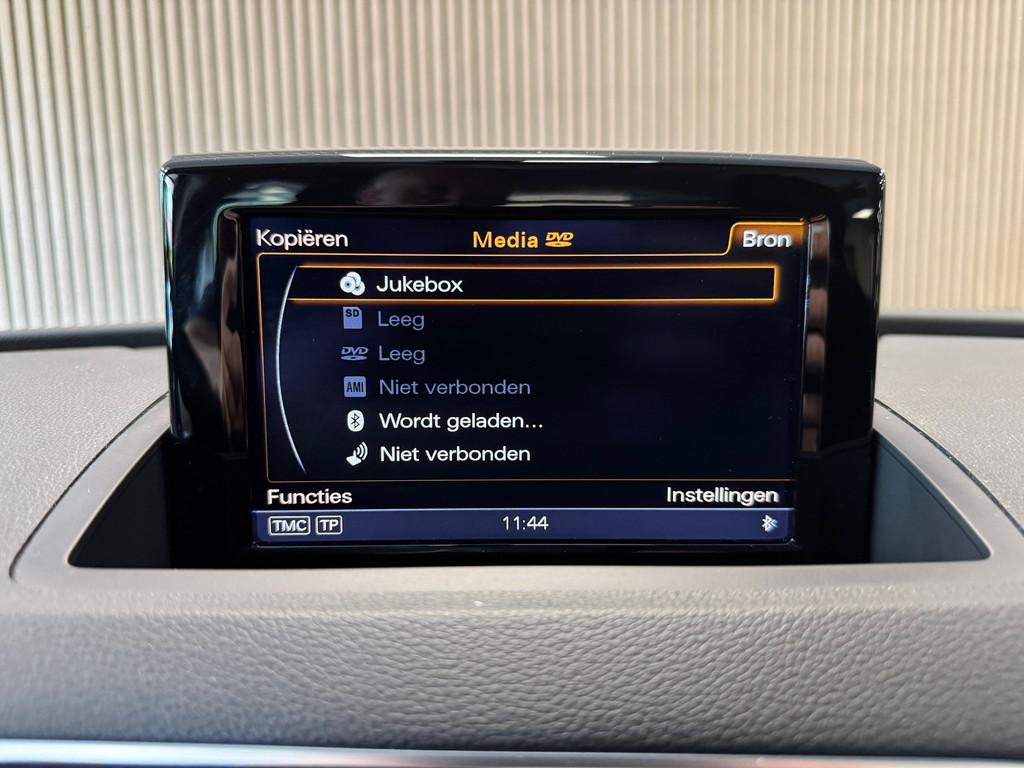 Kopiëren Media DVD Bron
Jukebox
SD Leeg
DVD Leeg
AMI Niet verbonden
Wordt geladen...
Niet verbonden
Functies Instellingen
TMC TP 11:44